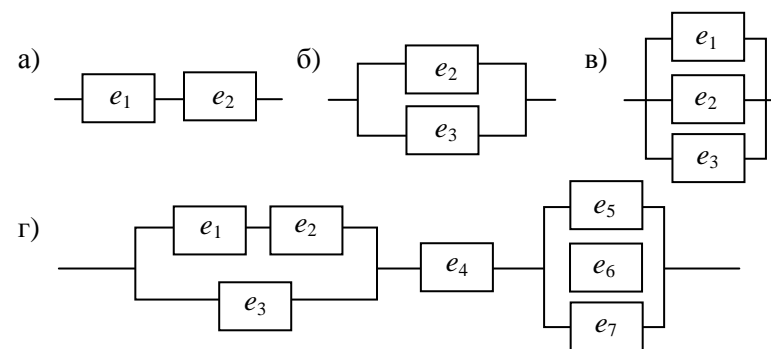 а) e₁ e₂
б) e₂ e₃
в) e₁ e₂ e₃
г) e₁ e₂ e₃ e₄ e₅ e₆ e₇